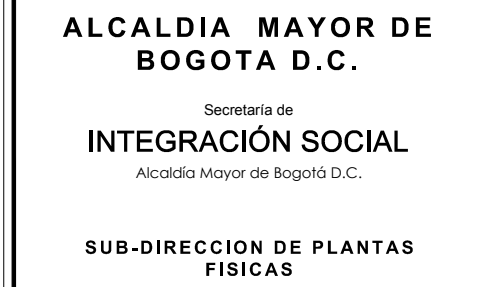 ALCALDIA MAYOR DE
BOGOTA D.C.
Secretaría de
INTEGRACIÓN SOCIAL
Alcaldía Mayor de Bogotá D.C.
SUB-DIRECCION DE PLANTAS
FISICAS